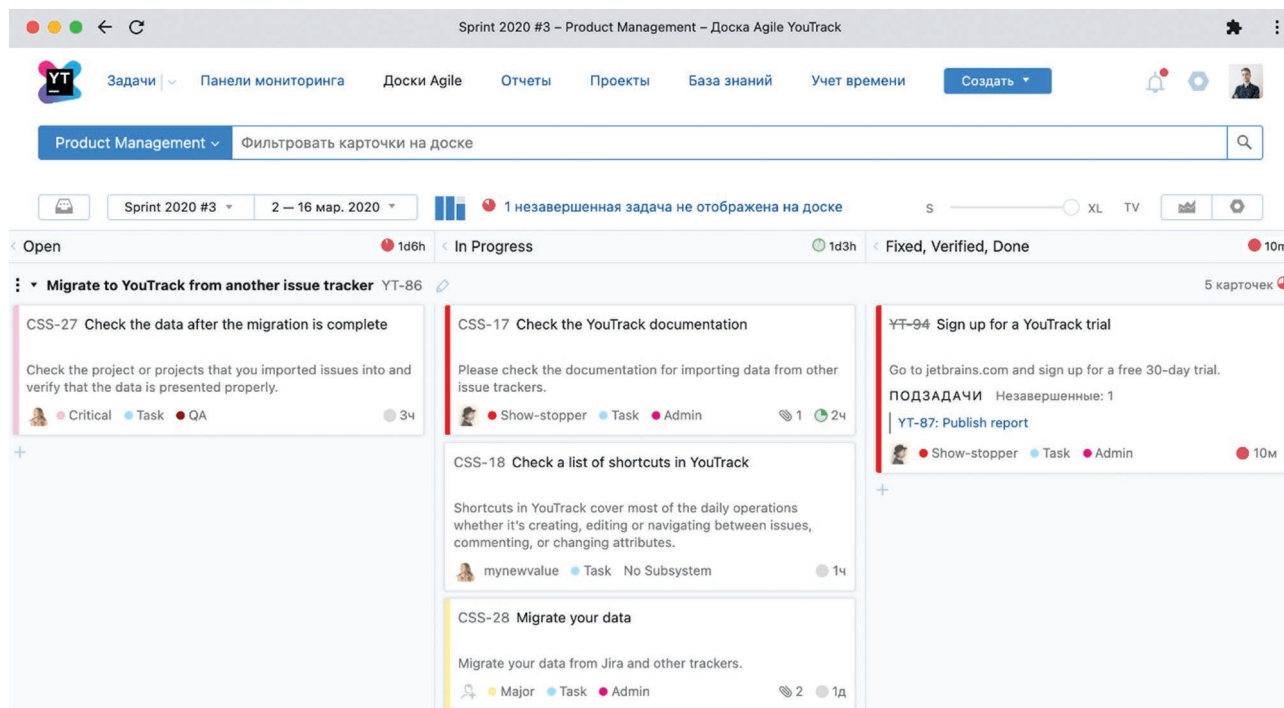 Sprint 2020 #3 – Product Management – Доска Agile YouTrack
YT
Задачи Панели мониторинга Доски Agile Отчеты Проекты База знаний Учет времени Создать
Product Management Фильтровать карточки на доске
Sprint 2020 #3 2 — 16 мар. 2020 1 незавершенная задача не отображена на доске S XL TV
Open 1d6h In Progress 1d3h Fixed, Verified, Done 10m
Migrate to YouTrack from another issue tracker YT-86 5 карточек
CSS-27 Check the data after the migration is complete
Check the project or projects that you imported issues into and
verify that the data is presented properly.
Critical Task QA 3ч
CSS-17 Check the YouTrack documentation
Please check the documentation for importing data from other
issue trackers.
Show-stopper Task Admin 1 2ч
CSS-18 Check a list of shortcuts in YouTrack
Shortcuts in YouTrack cover most of the daily operations
whether it's creating, editing or navigating between issues,
commenting, or changing attributes.
mynewvalue Task No Subsystem 1ч
CSS-28 Migrate your data
Migrate your data from Jira and other trackers.
Major Task Admin 2 1д
YT-94 Sign up for a YouTrack trial
Go to jetbrains.com and sign up for a free 30-day trial.
ПОДЗАДАЧИ Незавершенные: 1
YT-87: Publish report
Show-stopper Task Admin 10м